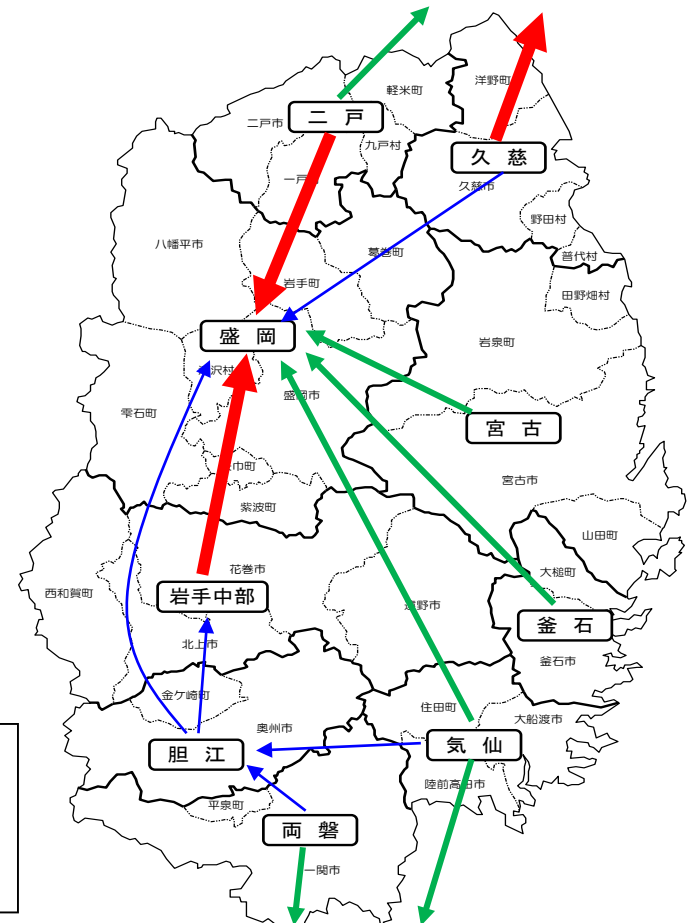 軽米町
洋野町
二戸
二戸市
九戸村
久慈
一戸
久慈市
野田村
八幡平市
葛巻町
普代村
岩手町
田野畑村
盛岡
岩泉町
沢村
雫石町
盛岡市
宮古
巾町
宮古市
紫波町
山田町
花巻市
大槌町
西和賀町
岩手中部
野市
釜石
北上市
釜石市
金ケ崎町
住田町
大船渡市
奥州市
胆江
気仙
陸前高田市
平泉町
両磐
一関市